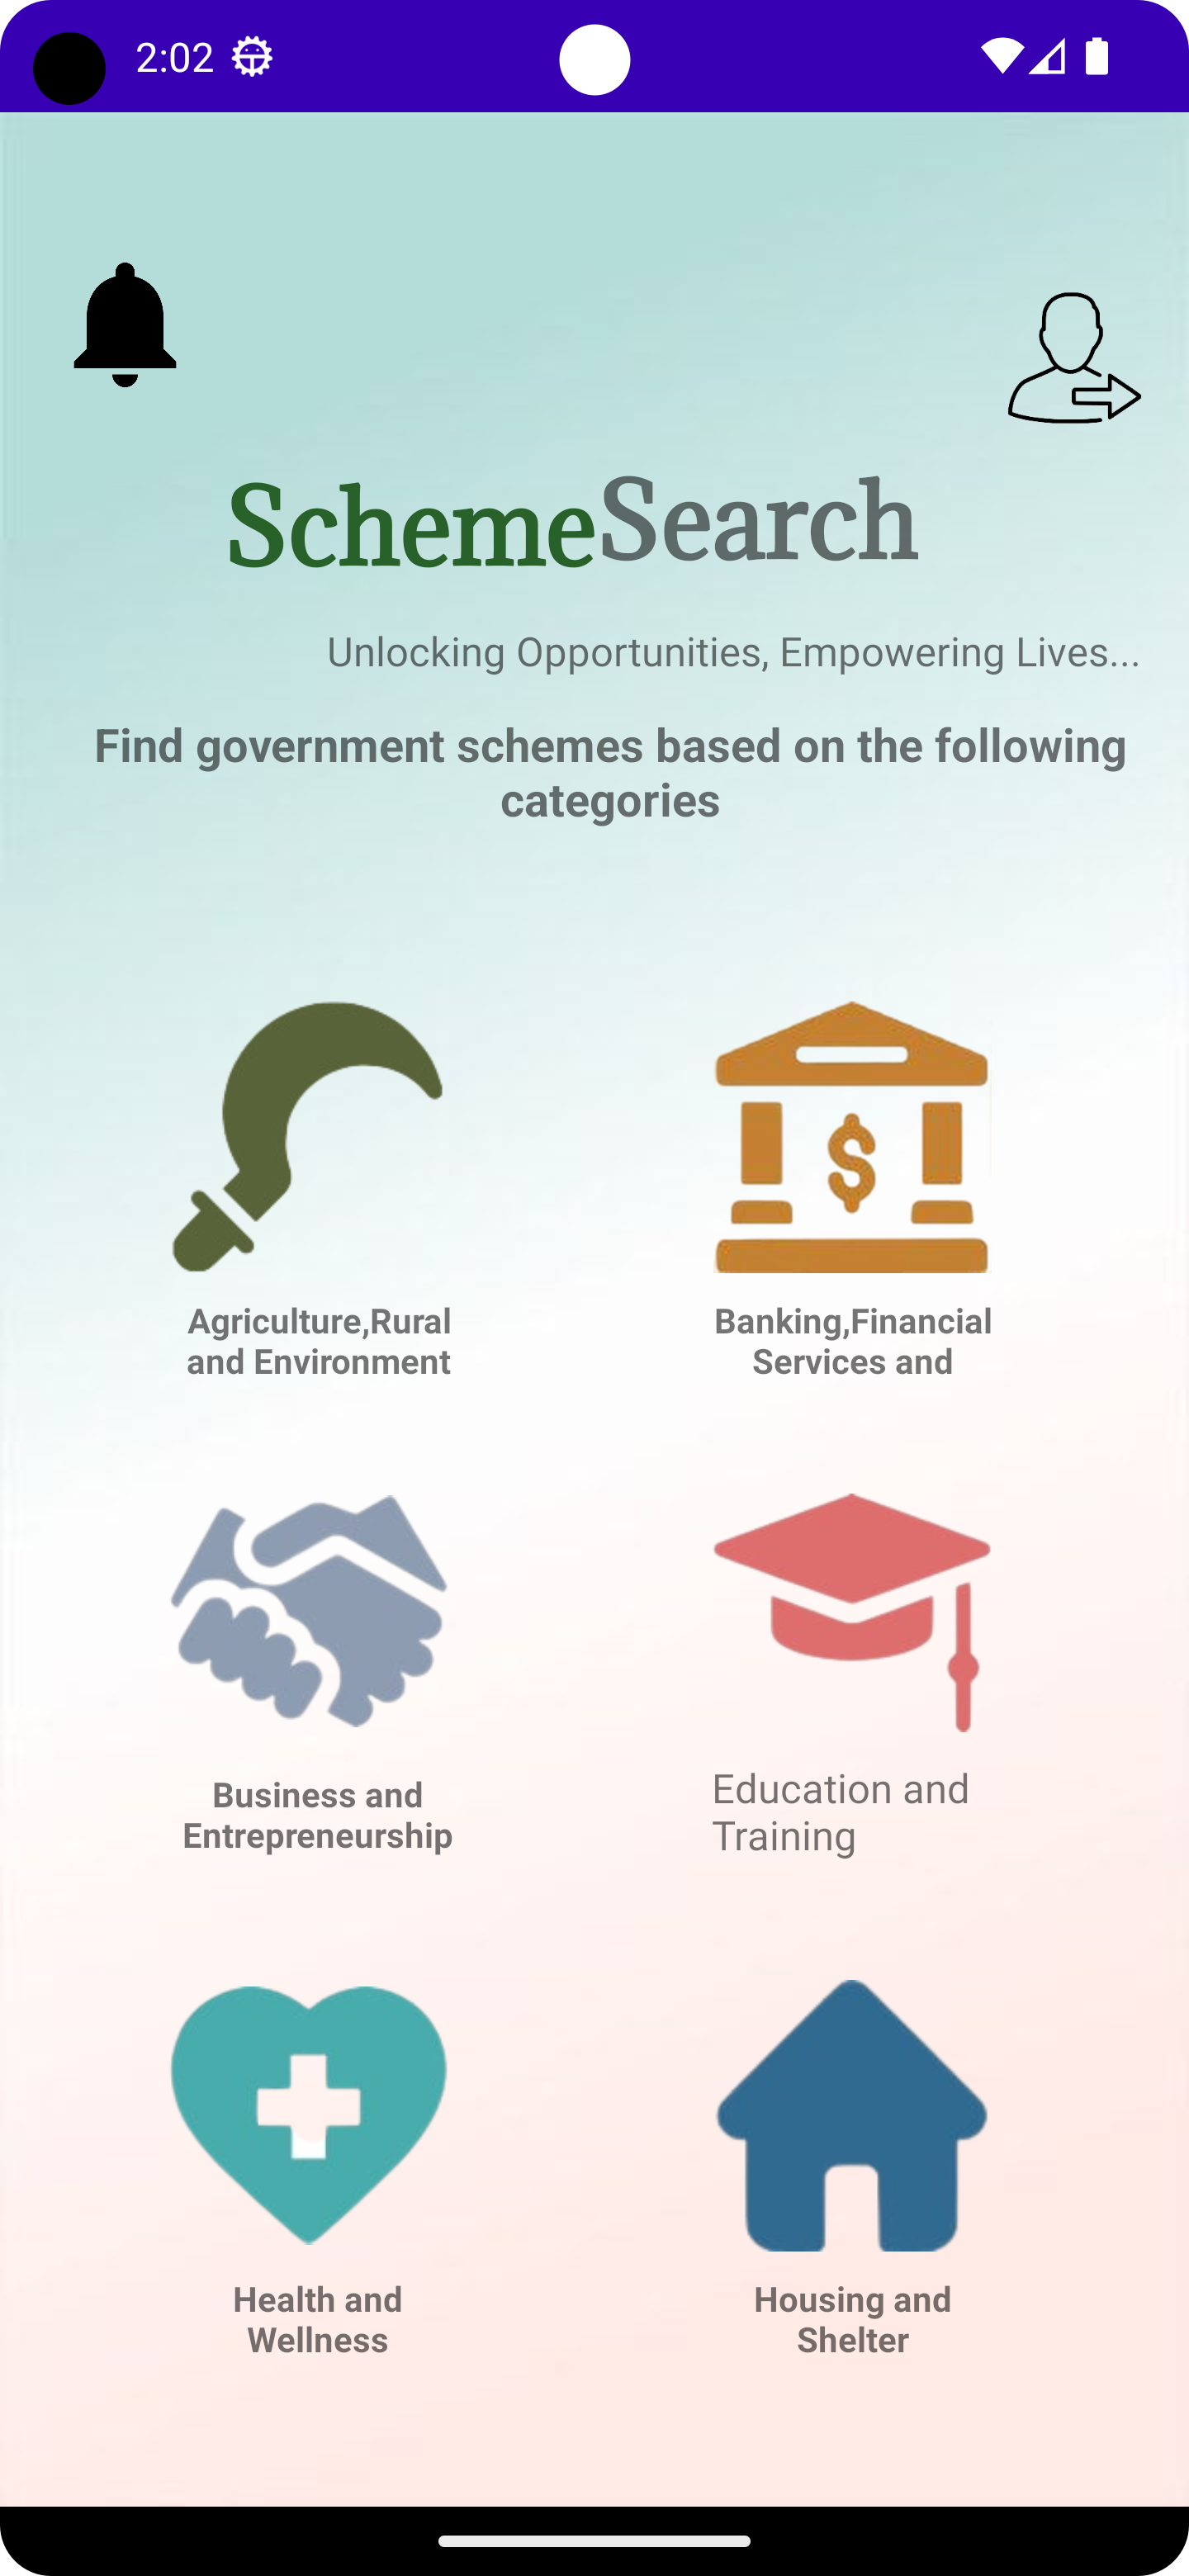 2:02
SchemeSearch
Unlocking Opportunities, Empowering Lives...
Find government schemes based on the following
categories
$
Agriculture,Rural
and Environment
Banking,Financial
Services and
Business and
Entrepreneurship
Education and
Training
Health and
Wellness
Housing and
Shelter